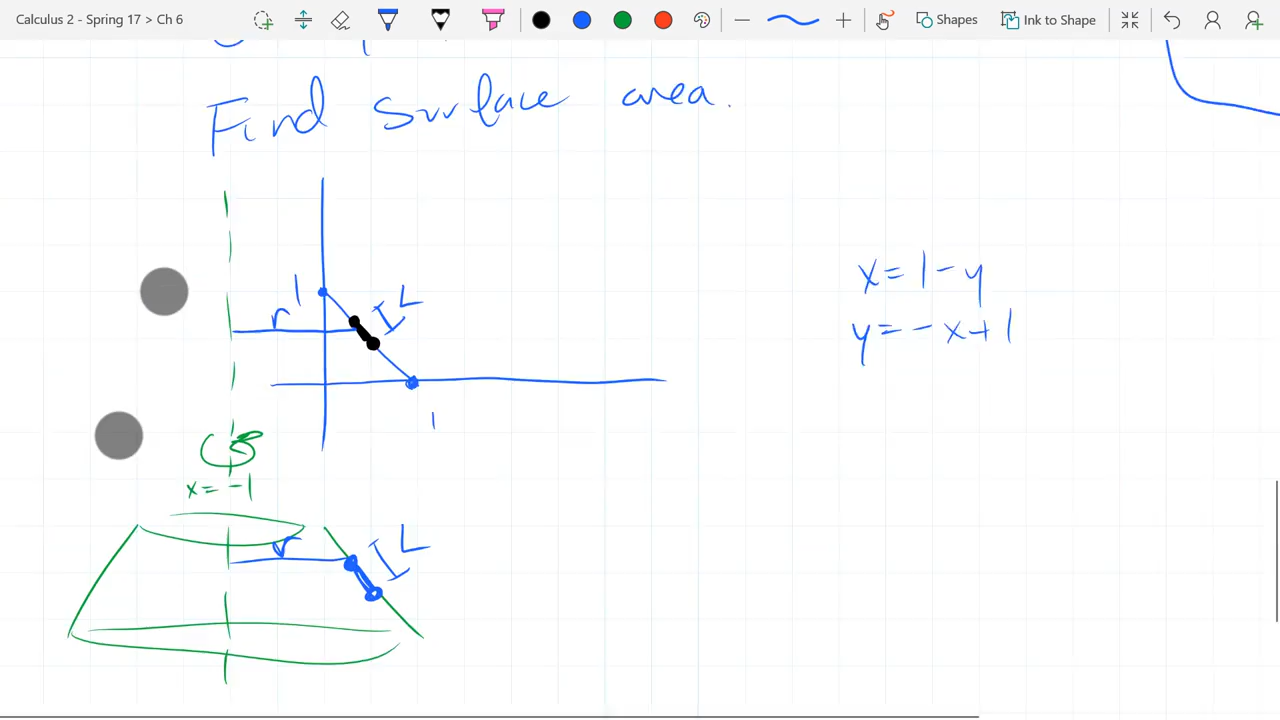 Calculus 2 - Spring 17 > Ch 6
Shapes
Ink to Shape
Find surface area.
1
r
L
1
x = 1 - y
y = -x + 1
x = -1
r
L